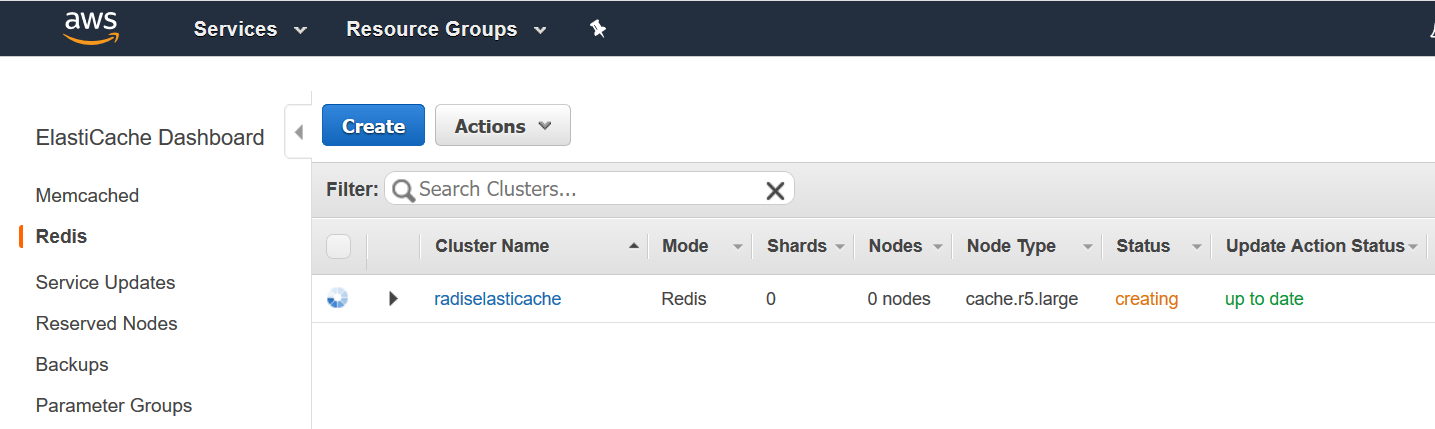 aws Services Resource Groups
Create Actions
ElastiCache Dashboard
Memcached
Redis
Service Updates
Reserved Nodes
Backups
Parameter Groups
Filter: Search Clusters...
Cluster Name Mode Shards Nodes Node Type Status Update Action Status
radiselasticache Redis 0 0 nodes cache.r5.large creating up to date